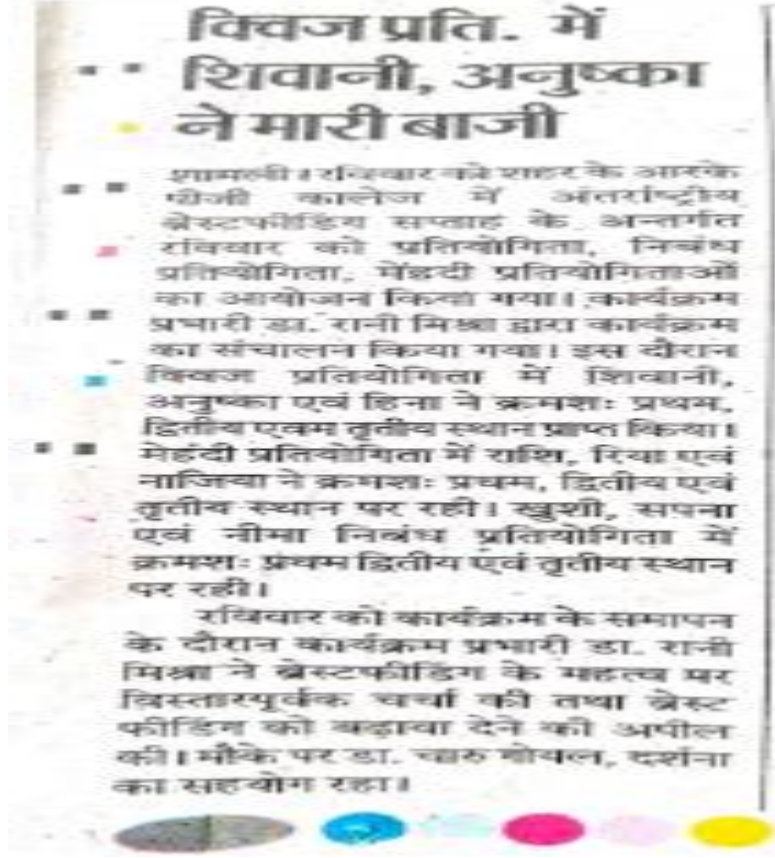 क्विज प्रति. में
शिवानी, अनुष्का
ने मारी बाजी
शामली। रविवार को शहर के आरके
पीजी कालेज में अंतर्राष्ट्रीय
ब्रेस्टफीडिंग सप्ताह के अन्तर्गत
रविवार को प्रतियोगिता, निबंध
प्रतियोगिता, मेंहदी प्रतियोगिताओं
का आयोजन किया गया। कार्यक्रम
प्रभारी डा. रानी मिश्रा द्वारा कार्यक्रम
का संचालन किया गया। इस दौरान
क्विज प्रतियोगिता में शिवानी,
अनुष्का एवं हिना ने क्रमशः प्रथम,
द्वितीय एवम तृतीय स्थान प्राप्त किया।
मेहंदी प्रतियोगिता में राशि, रिया एवं
नाजिया ने क्रमशः प्रथम, द्वितीय एवं
तृतीय स्थान पर रही। खुशी, सपना
एवं नीमा निबंध प्रतियोगिता में
क्रमशः प्रथम द्वितीय एवं तृतीय स्थान
पर रही।
रविवार को कार्यक्रम के समापन
के दौरान कार्यक्रम प्रभारी डा. रानी
मिश्रा ने ब्रेस्टफीडिंग के महत्व पर
विस्तारपूर्वक चर्चा की तथा ब्रेस्ट
फीडिंग को बढ़ावा देने की अपील
की। मौके पर डा. चारु गोयल, दर्शना
का सहयोग रहा।